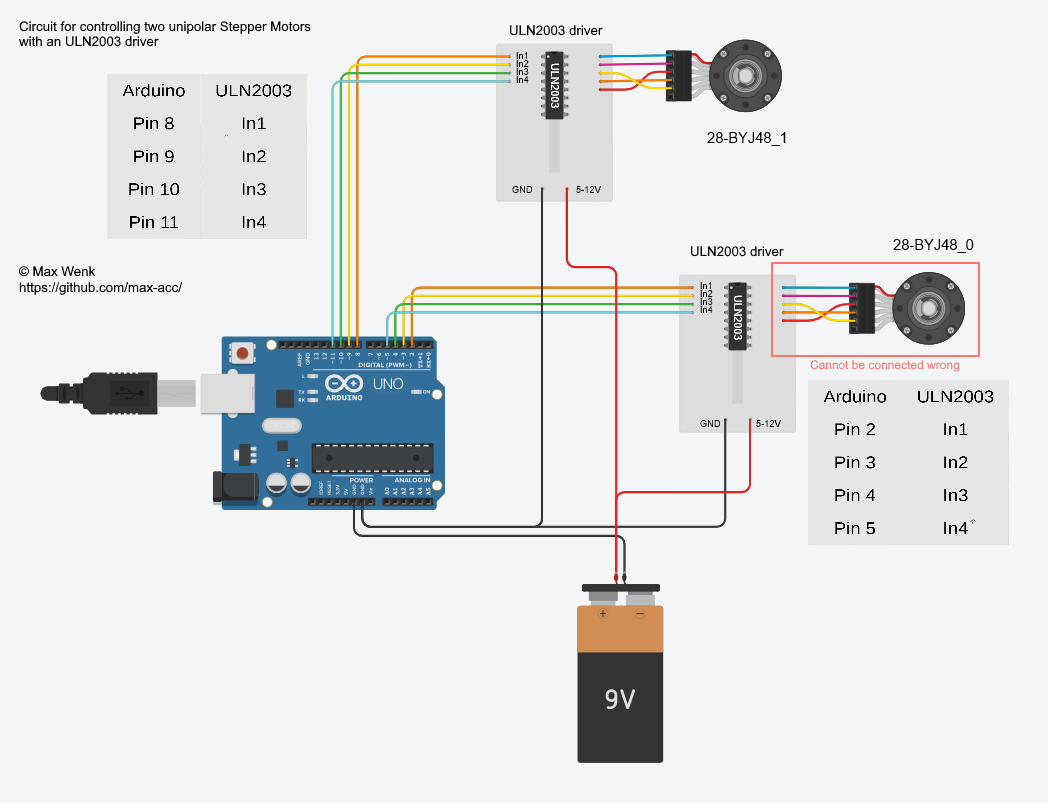 Circuit for controlling two unipolar Stepper Motors
with an ULN2003 driver
Arduino ULN2003
Pin 8 In1
Pin 9 In2
Pin 10 In3
Pin 11 In4
© Max Wenk
https://github.com/max-acc/
ULN2003 driver
In1
In2
In3
In4
ULN2003
GND 5-12V
28-BYJ48_1
ULN2003 driver
28-BYJ48_0
In1
In2
In3
In4
ULN2003
GND 5-12V
Cannot be connected wrong
Arduino ULN2003
Pin 2 In1
Pin 3 In2
Pin 4 In3
Pin 5 In4
AREF
GND
13
12
~11
~10
~9
8
7
~6
~5
4
~3
2
TX→1
RX←0
DIGITAL (PWM~)
L
TX
RX
UNO
ARDUINO
ON
POWER
ANALOG IN
IOREF
RESET
3.3V
5V
GND
GND
Vin
A0
A1
A2
A3
A4
A5
+ −
9V